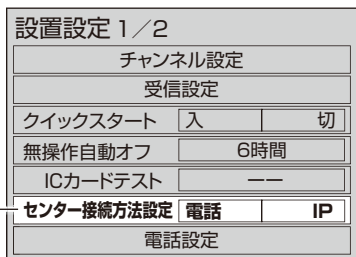 設置設定1／2
チャンネル設定
受信設定
クイックスタート 入 切
無操作自動オフ 6時間
ICカードテスト ーー
センター接続方法設定 電話 IP
電話設定